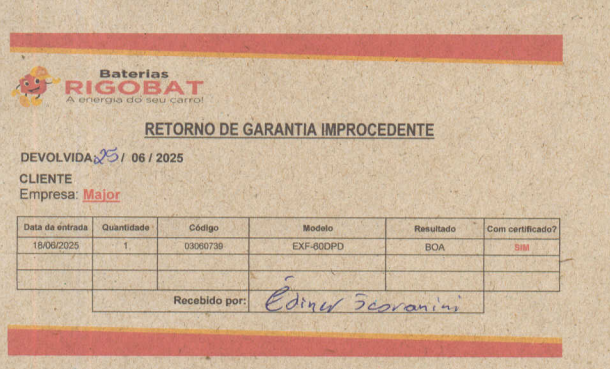 Baterias
RIGOBAT
A energia do seu carro!
RETORNO DE GARANTIA IMPROCEDENTE
DEVOLVIDA: 25 / 06 / 2025
CLIENTE
Empresa: Major
Data da entrada Quantidade Código Modelo Resultado Com certificado?
18/06/2025 1 03060739 EXF-60DPD BOA SIM
Recebido por: